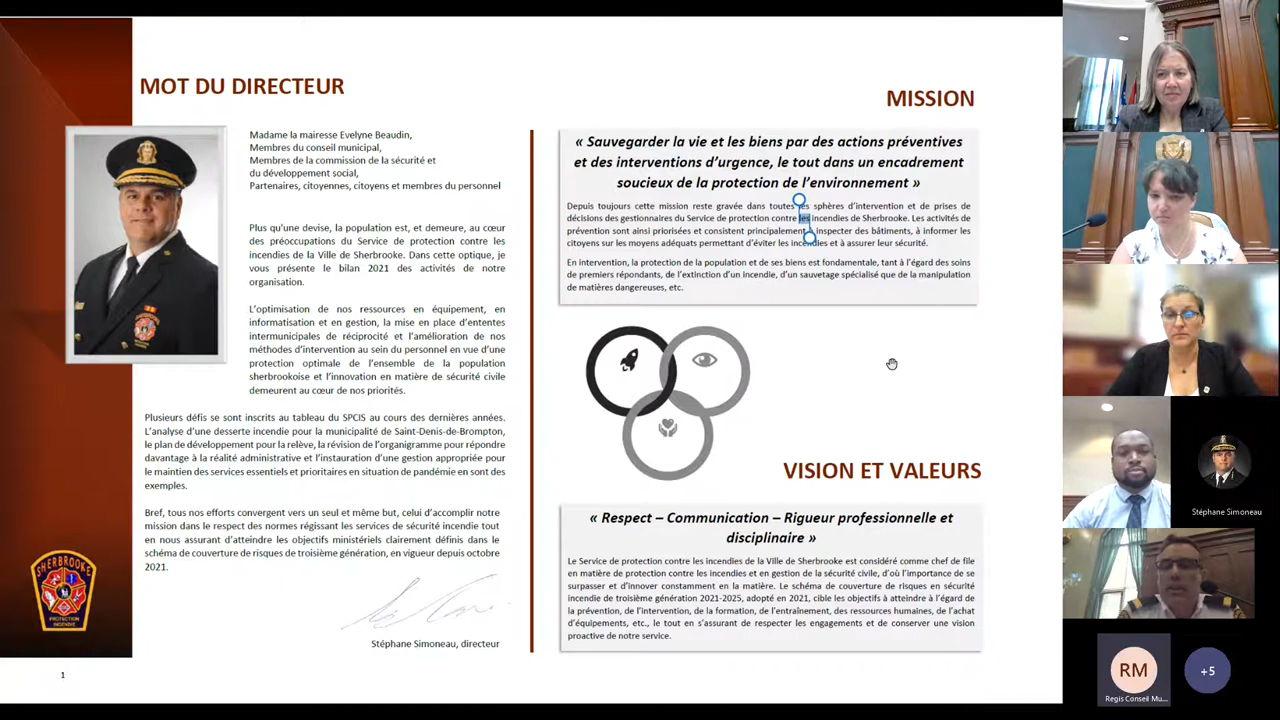 MOT DU DIRECTEUR
Madame la mairesse Evelyne Beaudin,
Membres du conseil municipal,
Membres de la commission de la sécurité et
du développement social,
Partenaires, citoyennes, citoyens et membres du personnel
Plus qu'une devise, la population est, et demeure, au cœur
des préoccupations du Service de protection contre les
incendies de la Ville de Sherbrooke. Dans cette optique, je
vous présente le bilan 2021 des activités de notre
organisation.
L'optimisation de nos ressources en équipement, en
informatisation et en gestion, la mise en place d'ententes
intermunicipales de réciprocité et l'amélioration de nos
méthodes d'intervention au sein du personnel en vue d'une
protection optimale de l'ensemble de la population
sherbrookoise et l'innovation en matière de sécurité civile
demeurent au cœur de nos priorités.
Plusieurs défis se sont inscrits au tableau du SPCIS au cours des dernières années.
L'analyse d'une desserte incendie pour la municipalité de Saint-Denis-de-Brompton,
le plan de développement pour la relève, la révision de l'organigramme pour répondre
davantage à la réalité administrative et l'instauration d'une gestion appropriée pour
le maintien des services essentiels et prioritaires en situation de pandémie en sont des
exemples.
Bref, tous nos efforts convergent vers un seul et même but, celui d'accomplir notre
mission dans le respect des normes régissant les services de sécurité incendie tout
en nous assurant d'atteindre les objectifs ministériels clairement définis dans le
schéma de couverture de risques de troisième génération, en vigueur depuis octobre
2021.
Stéphane Simoneau, directeur
SHERBROOKE
PROTECTION
INCENDIE
1
MISSION
« Sauvegarder la vie et les biens par des actions préventives
et des interventions d'urgence, le tout dans un encadrement
soucieux de la protection de l'environnement »
Depuis toujours cette mission reste gravée dans toutes les sphères d'intervention et de prises de
décisions des gestionnaires du Service de protection contre les incendies de Sherbrooke. Les activités de
prévention sont ainsi priorisées et consistent principalement à inspecter des bâtiments, à informer les
citoyens sur les moyens adéquats permettant d'éviter les incendies et à assurer leur sécurité.
En intervention, la protection de la population et de ses biens est fondamentale, tant à l'égard des soins
de premiers répondants, de l'extinction d'un incendie, d'un sauvetage spécialisé que de la manipulation
de matières dangereuses, etc.
VISION ET VALEURS
« Respect – Communication – Rigueur professionnelle et
disciplinaire »
Le Service de protection contre les incendies de la Ville de Sherbrooke est considéré comme chef de file
en matière de protection contre les incendies et en gestion de la sécurité civile, d'où l'importance de se
surpasser et d'innover constamment en la matière. Le schéma de couverture de risques en sécurité
incendie de troisième génération 2021-2025, adopté en 2021, cible les objectifs à atteindre à l'égard de
la prévention, de l'intervention, de la formation, de l'entraînement, des ressources humaines, de l'achat
d'équipements, etc., le tout en s'assurant de respecter les engagements et de conserver une vision
proactive de notre service.
Stéphane Simoneau
RM
Regis Conseil Mu...
+5